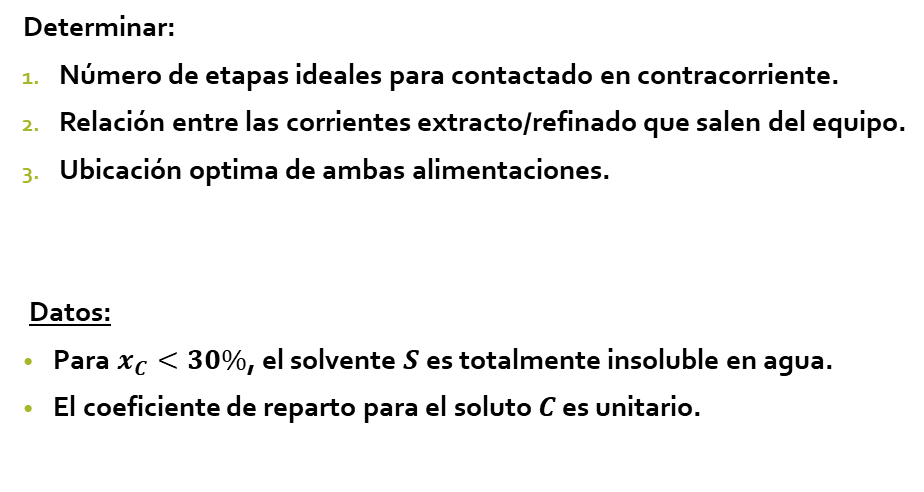 Determinar:
1. Número de etapas ideales para contactado en contracorriente.
2. Relación entre las corrientes extracto/refinado que salen del equipo.
3. Ubicación optima de ambas alimentaciones.
Datos:
• Para x_C < 30%, el solvente S es totalmente insoluble en agua.
• El coeficiente de reparto para el soluto C es unitario.